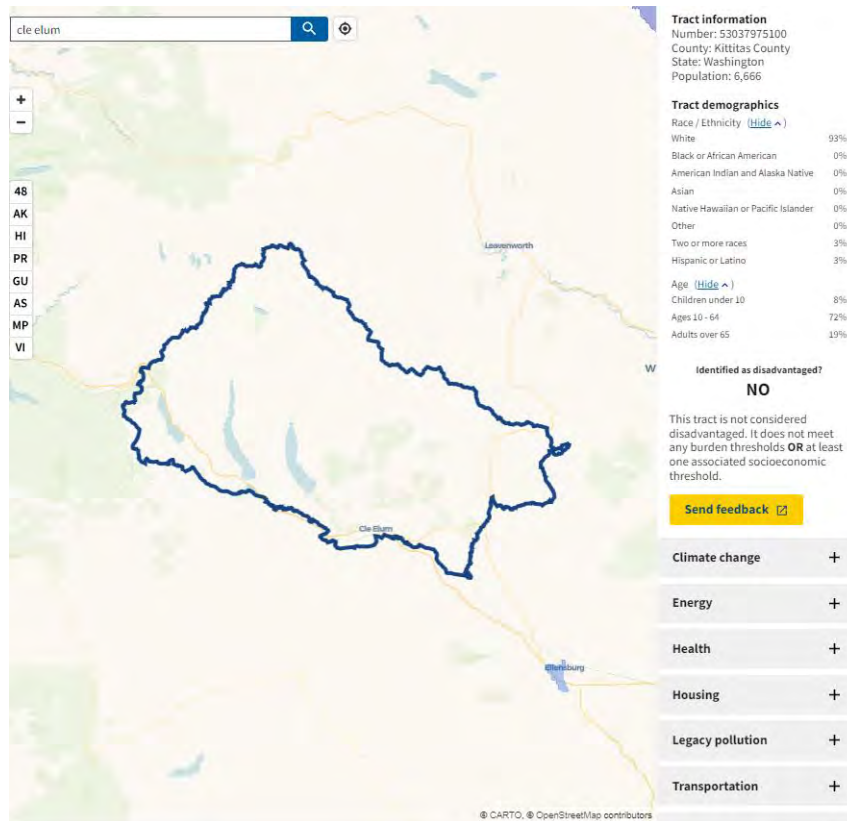 cle elum
+
−
48
AK
HI
PR
GU
AS
MP
VI
Leavenworth
W
Cle Elum
Ellensburg
© CARTO, © OpenStreetMap contributors
Tract information
Number: 53037975100
County: Kittitas County
State: Washington
Population: 6,666
Tract demographics
Race / Ethnicity (Hide ^)
White 93%
Black or African American 0%
American Indian and Alaska Native 0%
Asian 0%
Native Hawaiian or Pacific Islander 0%
Other 0%
Two or more races 3%
Hispanic or Latino 3%
Age (Hide ^)
Children under 10 8%
Ages 10 - 64 72%
Adults over 65 19%
Identified as disadvantaged?
NO
This tract is not considered
disadvantaged. It does not meet
any burden thresholds OR at least
one associated socioeconomic
threshold.
Send feedback
Climate change +
Energy +
Health +
Housing +
Legacy pollution +
Transportation +